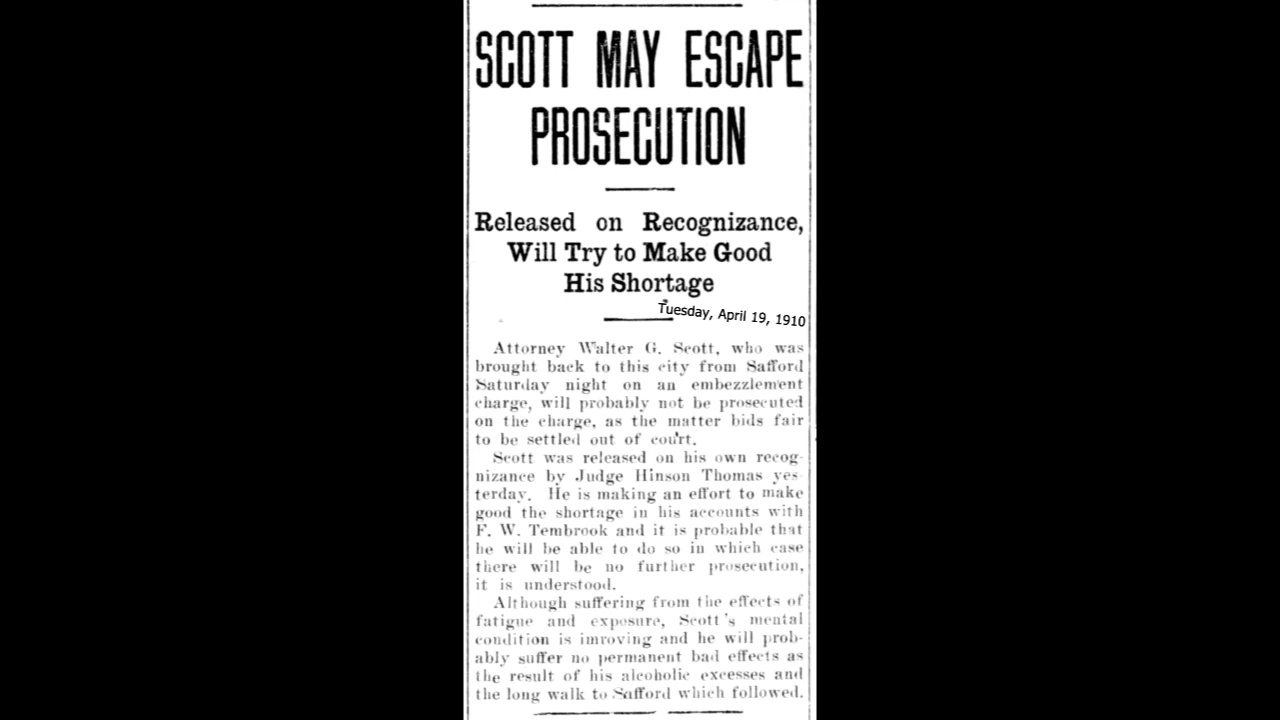 SCOTT MAY ESCAPE
PROSECUTION
Released on Recognizance,
Will Try to Make Good
His Shortage
Tuesday, April 19, 1910
Attorney Walter G. Scott, who was
brought back to this city from Safford
Saturday night on an embezzlement
charge, will probably not be prosecuted
on the charge, as the matter bids fair
to be settled out of court.
Scott was released on his own recog-
nizance by Judge Hinson Thomas yes-
terday. He is making an effort to make
good the shortage in his accounts with
F. W. Tembrook and it is probable that
he will be able to do so in which case
there will be no further prosecution,
it is understood.
Although suffering from the effects of
fatigue and exposure, Scott's mental
condition is imroving and he will prob-
ably suffer no permanent bad effects as
the result of his alcoholic excesses and
the long walk to Safford which followed.